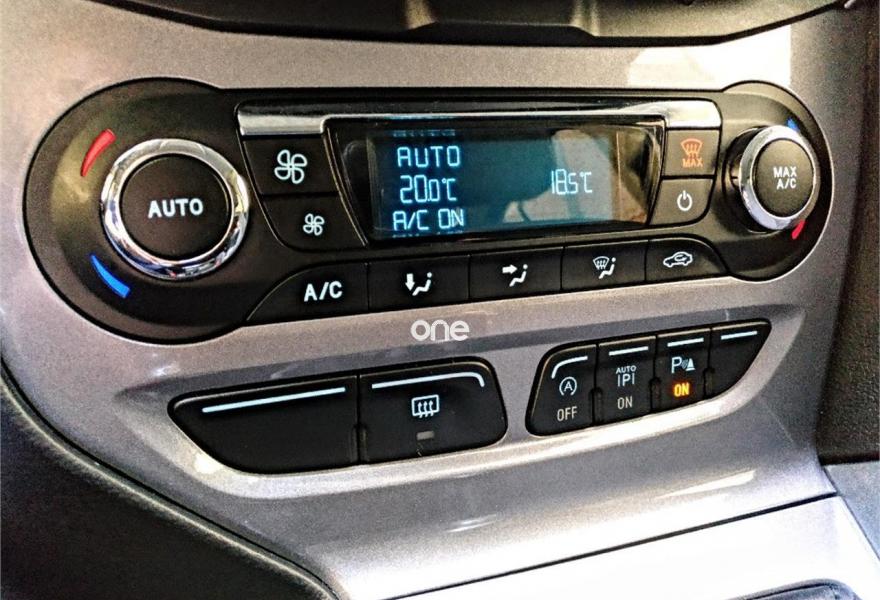 AUTO
AUTO
20.0°C
18.5°C
A/C ON
MAX
MAX
A/C
A/C
one
OFF
AUTO
P
ON
P
ON